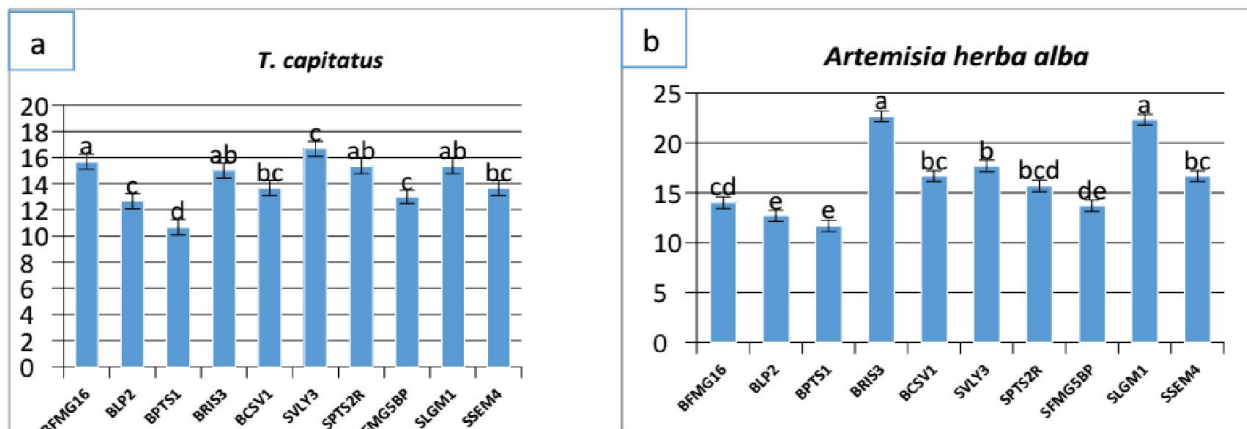 a
T. capitatus
20
18
16
14
12
10
8
6
4
2
0
a
c
d
ab
bc
c
ab
c
ab
bc
BFMG16
BLP2
BPTS1
BRIS3
BCSV1
SVLY3
SPTS2R
FMG5BP
SLGM1
SSEM4
b
Artemisia herba alba
25
20
15
10
5
0
cd
e
e
a
bc
b
bcd
de
a
bc
BFMG16
BLP2
BPTS1
BRIS3
BCSV1
SVLY3
SPTS2R
SFMG5BP
SLGM1
SSEM4